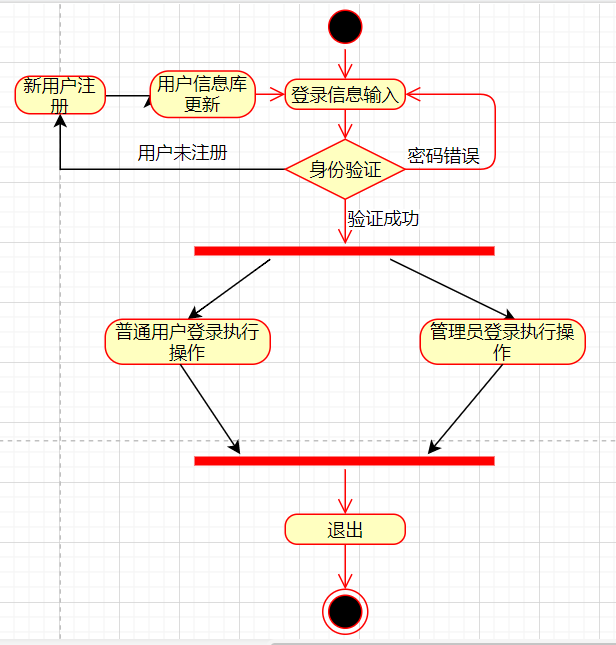 新用户注
册
用户信息库
更新
登录信息输入
用户未注册
身份验证
密码错误
验证成功
普通用户登录执行
操作
管理员登录执行操
作
退出